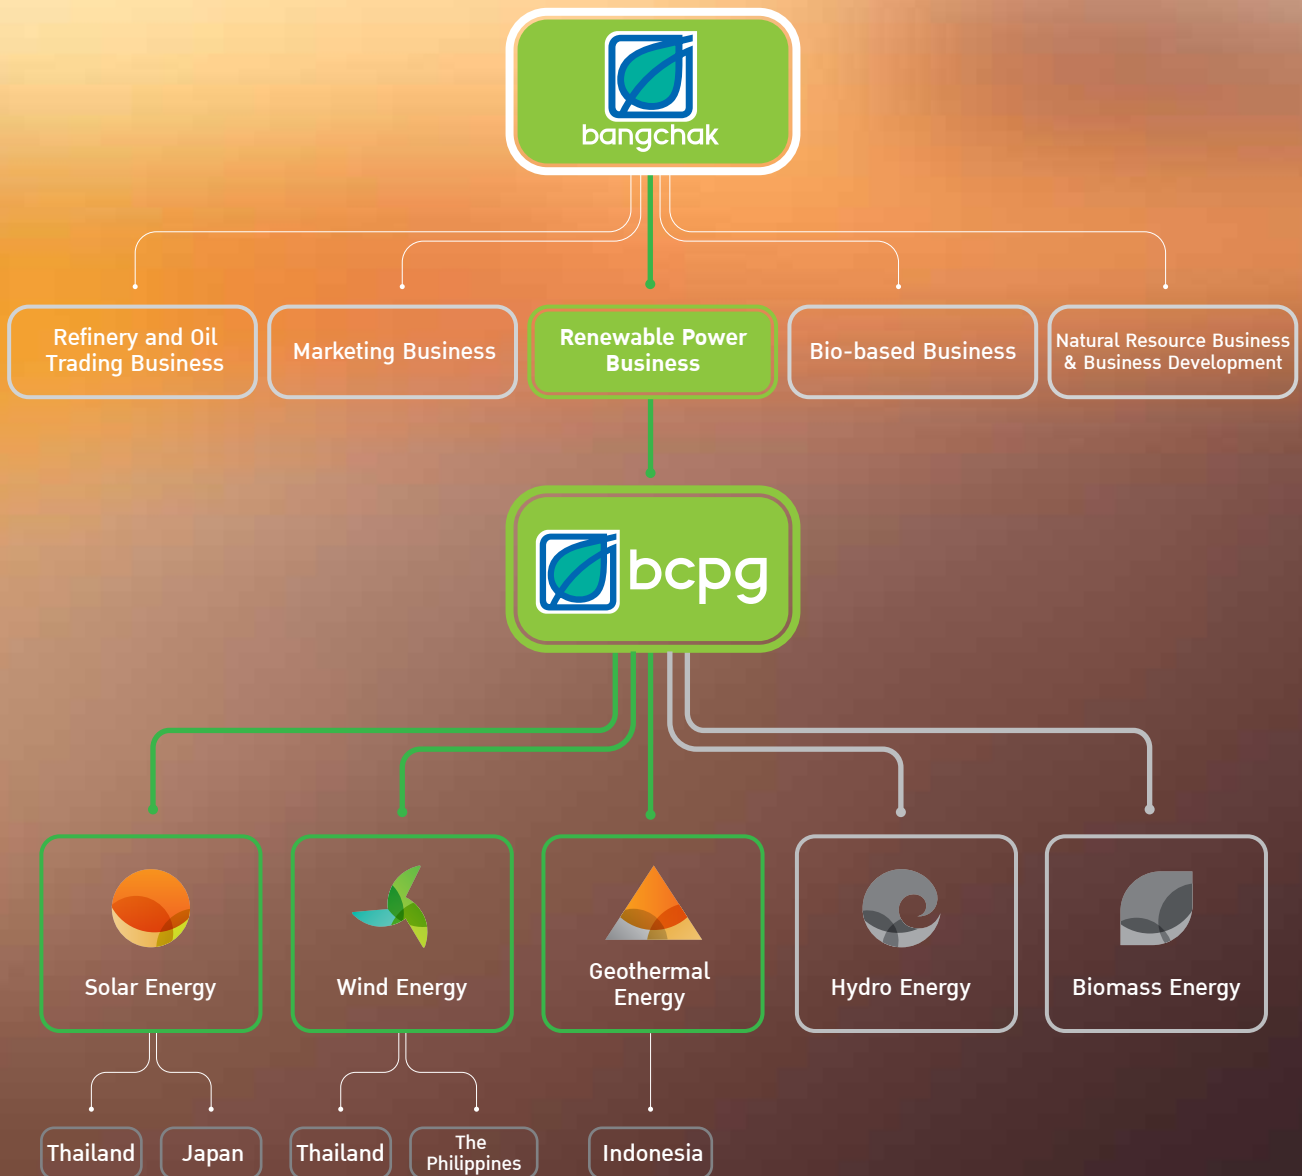 bangchak
Refinery and Oil
Trading Business
Marketing Business
Renewable Power
Business
Bio-based Business
Natural Resource Business
& Business Development
bcpg
Solar Energy
Wind Energy
Geothermal
Energy
Hydro Energy
Biomass Energy
Thailand
Japan
Thailand
The
Philippines
Indonesia